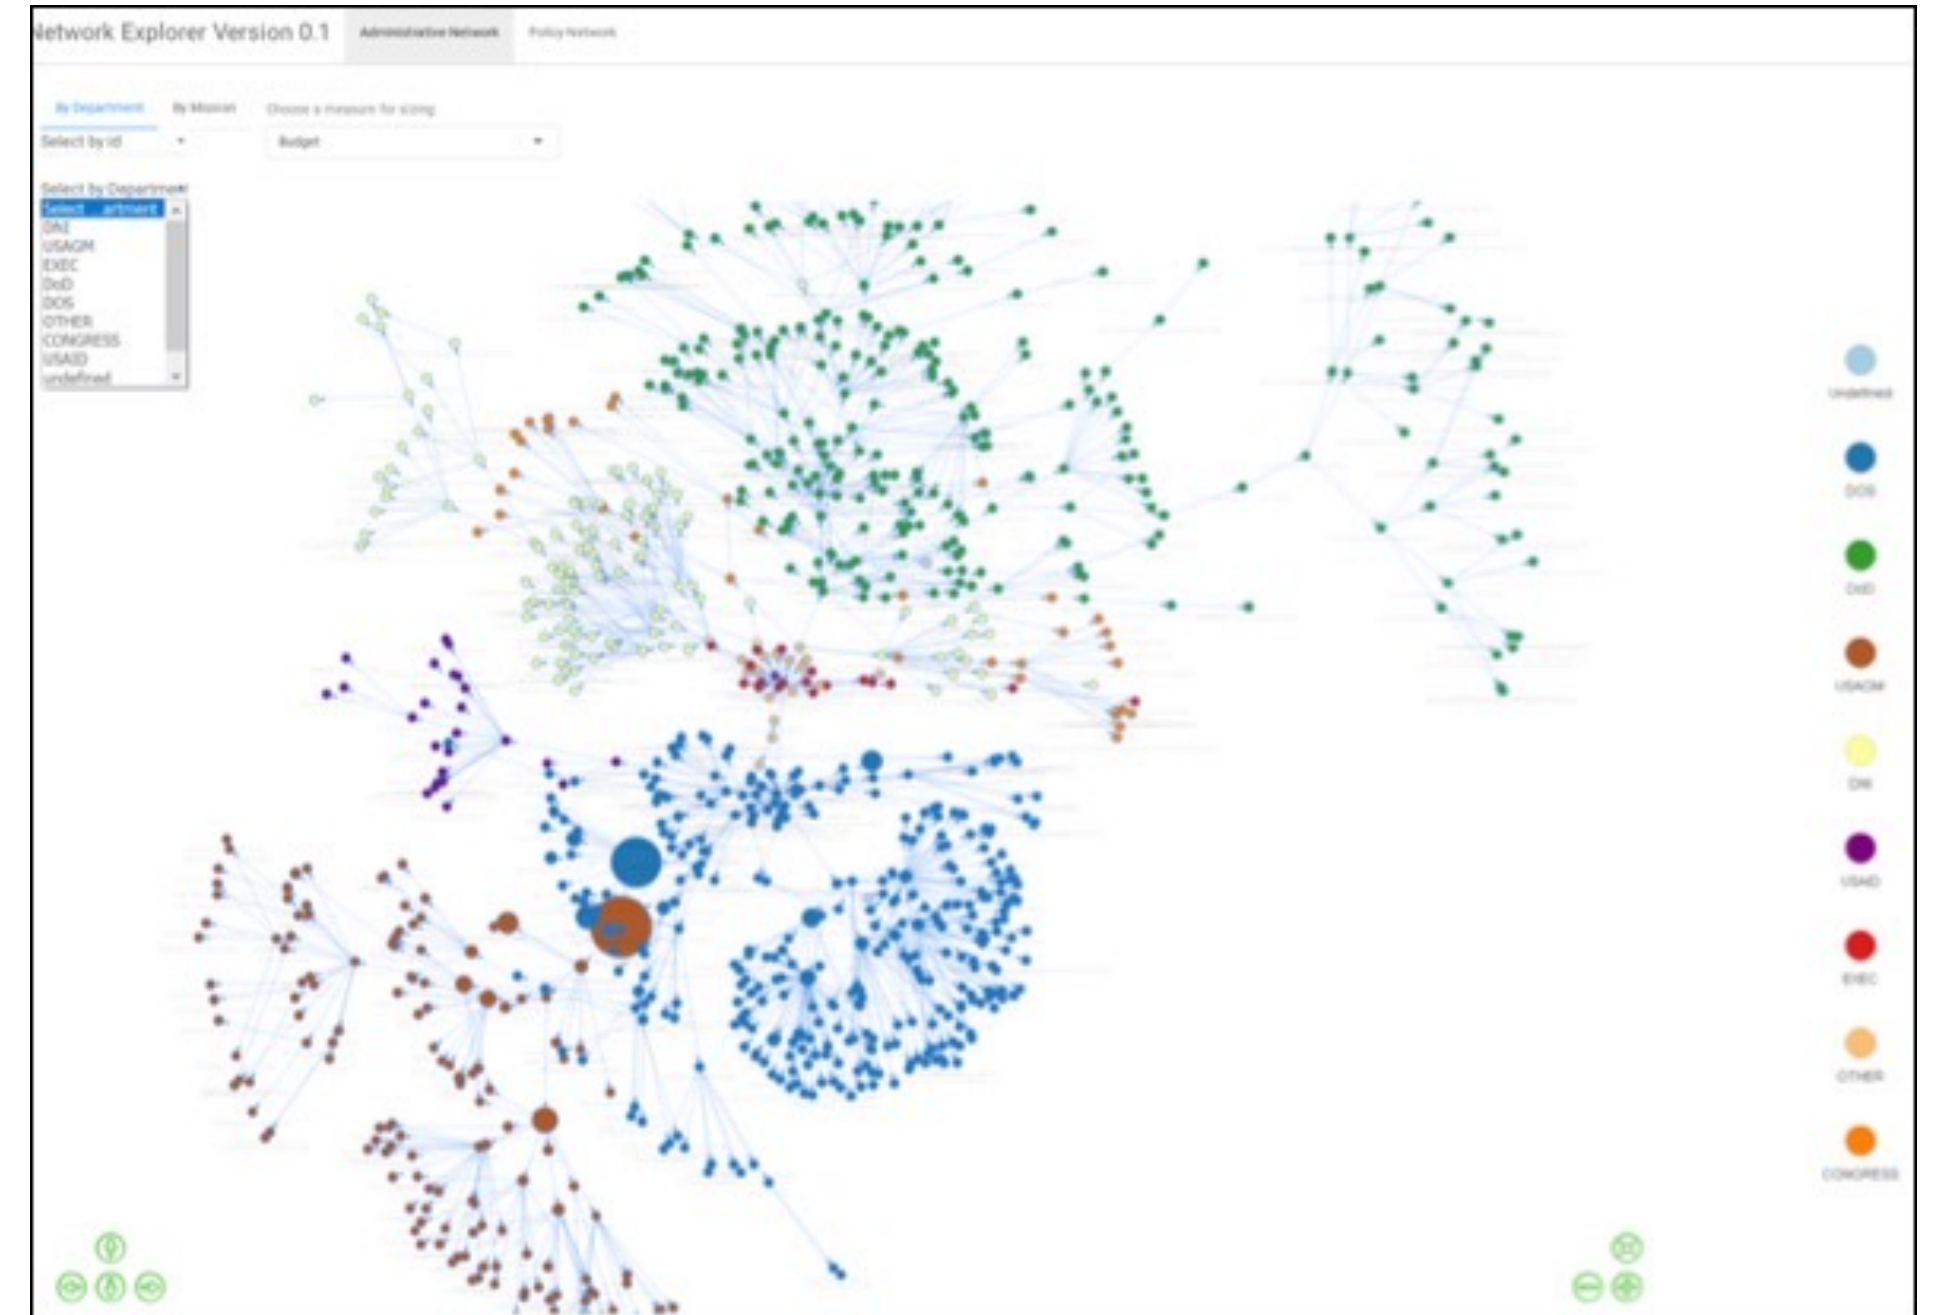 Network Explorer Version 0.1
Administrative Network
Policy Network
By Department
By Mission
Choose a measure for sizing:
Select by id
Budget
Select by Department
Select ...artment
DNI
USAGM
EXEC
DoD
DOS
OTHER
CONGRESS
USAID
undefined
Undefined
DOS
DoD
USAGM
DNI
USAID
EXEC
OTHER
CONGRESS